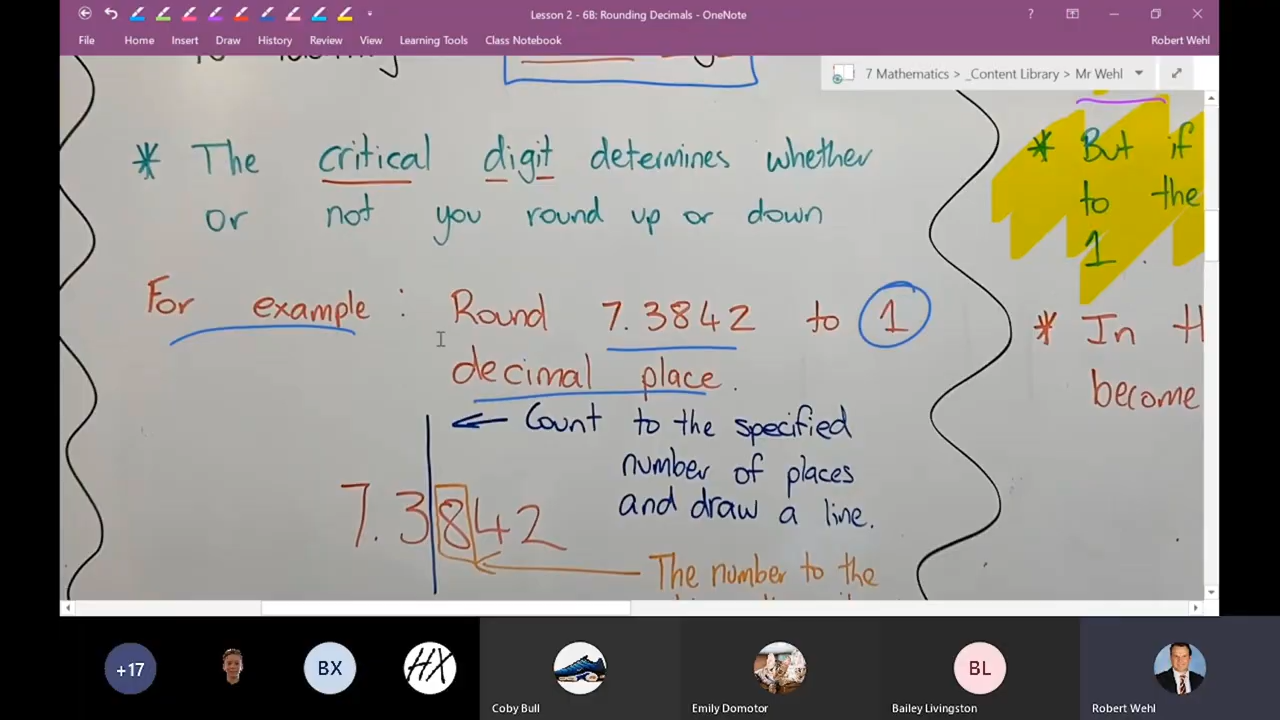 Lesson 2 - 6B: Rounding Decimals - OneNote
File Home Insert Draw History Review View Learning Tools Class Notebook Robert Wehl
7 Mathematics > _Content Library > Mr Wehl
* The critical digit determines whether
or not you round up or down
For example : Round 7.3842 to 1
decimal place.
← Count to the specified
number of places
and draw a line.
7.3842
The number to the
* But if
to the
1.
* In
become
+17
BX
HX
BL
Coby Bull
Emily Domotor
Bailey Livingston
Robert Wehl